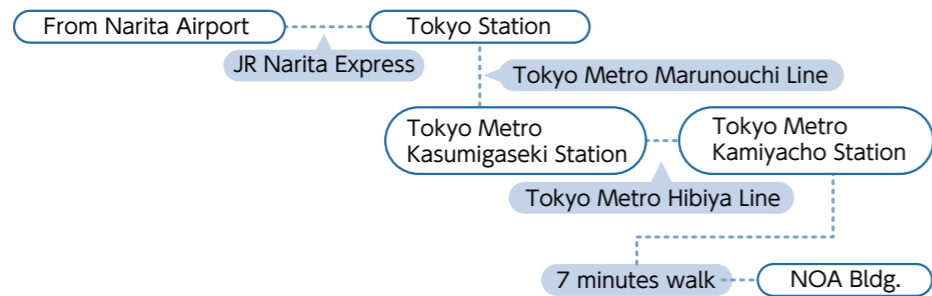 From Narita Airport
Tokyo Station
JR Narita Express
Tokyo Metro Marunouchi Line
Tokyo Metro
Kasumigaseki Station
Tokyo Metro
Kamiyacho Station
Tokyo Metro Hibiya Line
7 minutes walk
NOA Bldg.